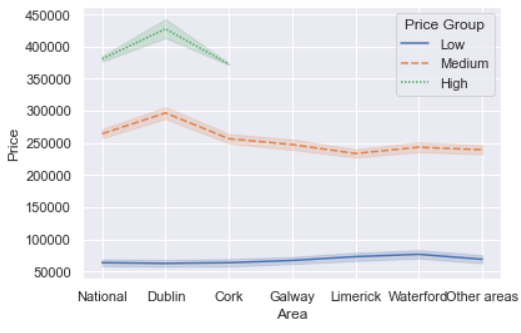 450000
400000
350000
300000
250000
200000
150000
100000
50000
Price
Price Group
Low
Medium
High
National Dublin Cork Galway Limerick Waterford Other areas
Area